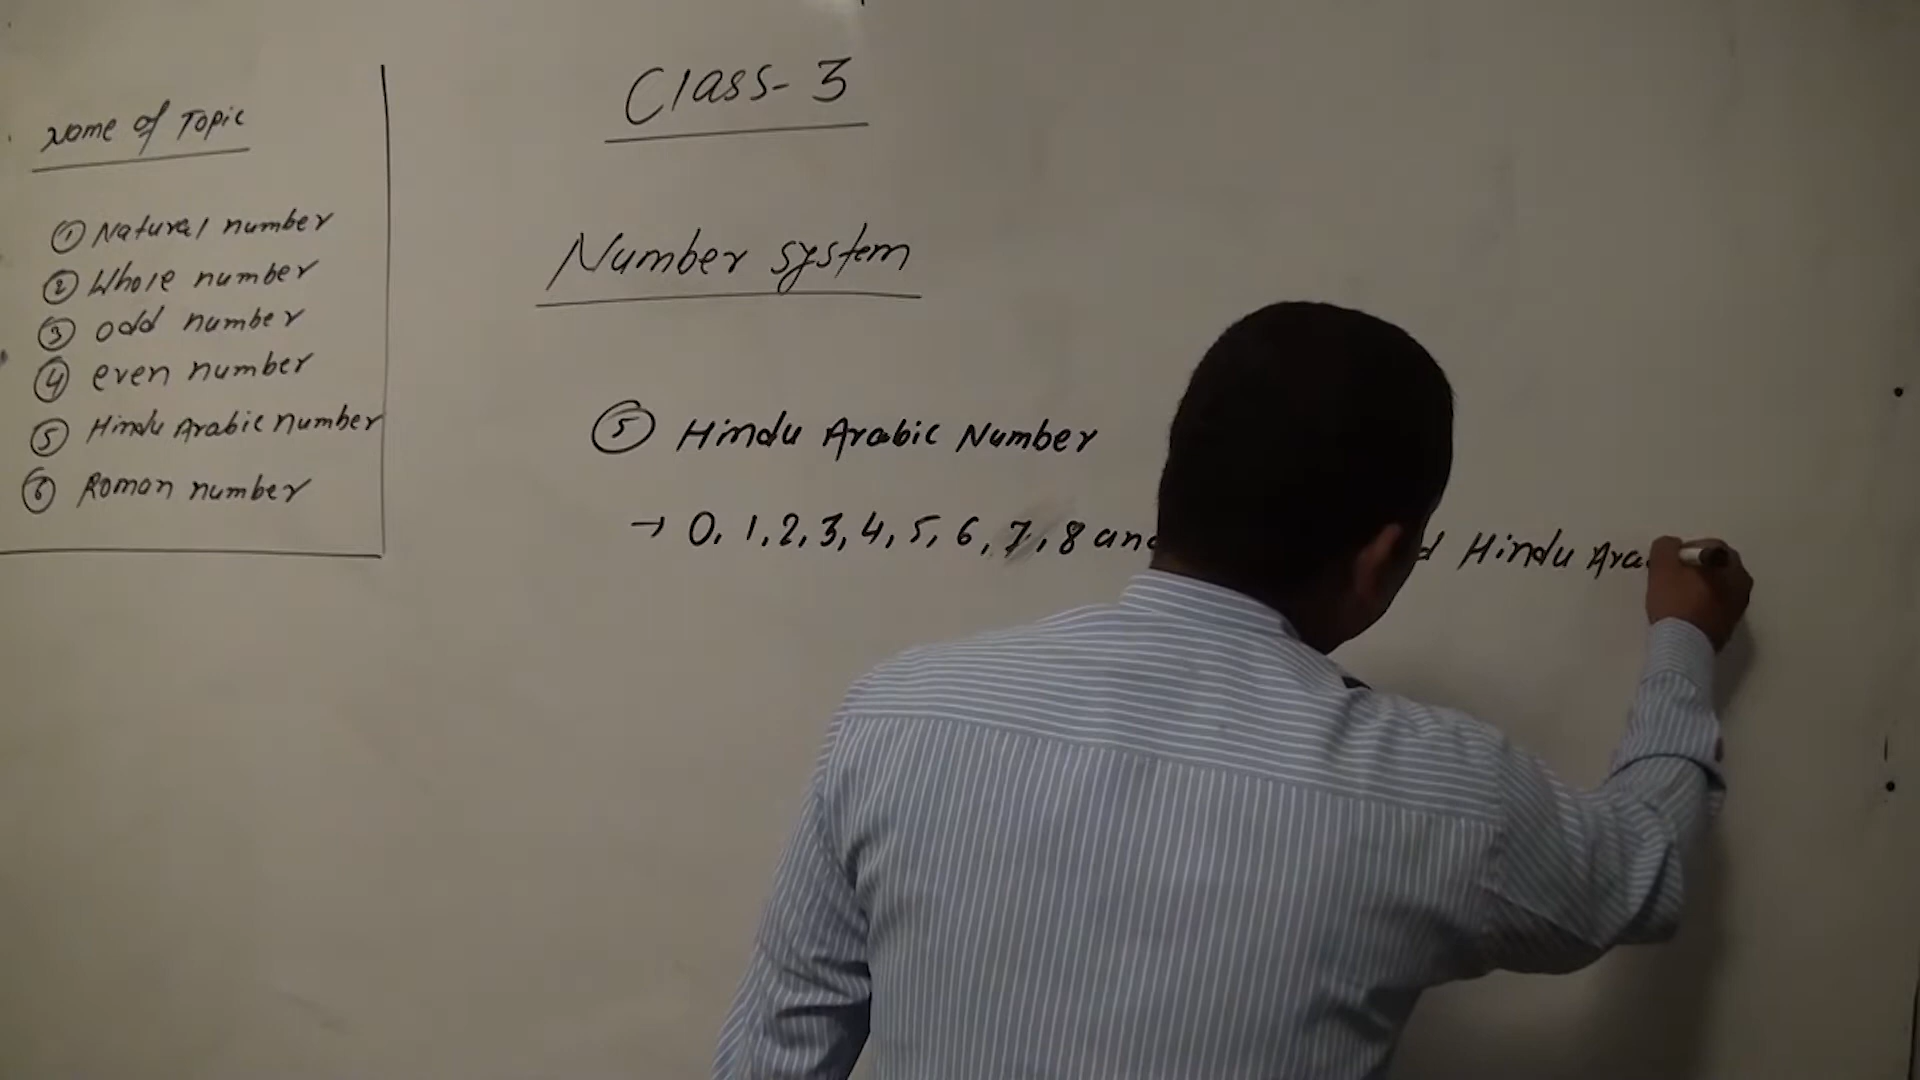 Class-3
Name of Topic
① Natural number
② Whole number
③ odd number
④ even number
⑤ Hindu Arabic number
⑥ Roman number
Number system
⑤ Hindu Arabic Number
→ 0, 1, 2, 3, 4, 5, 6, 7, 8 and Hindu